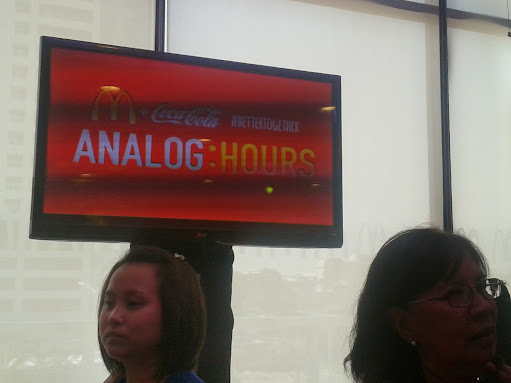 M + Coca-Cola #BETTERTOGETHER
ANALOG:HOURS